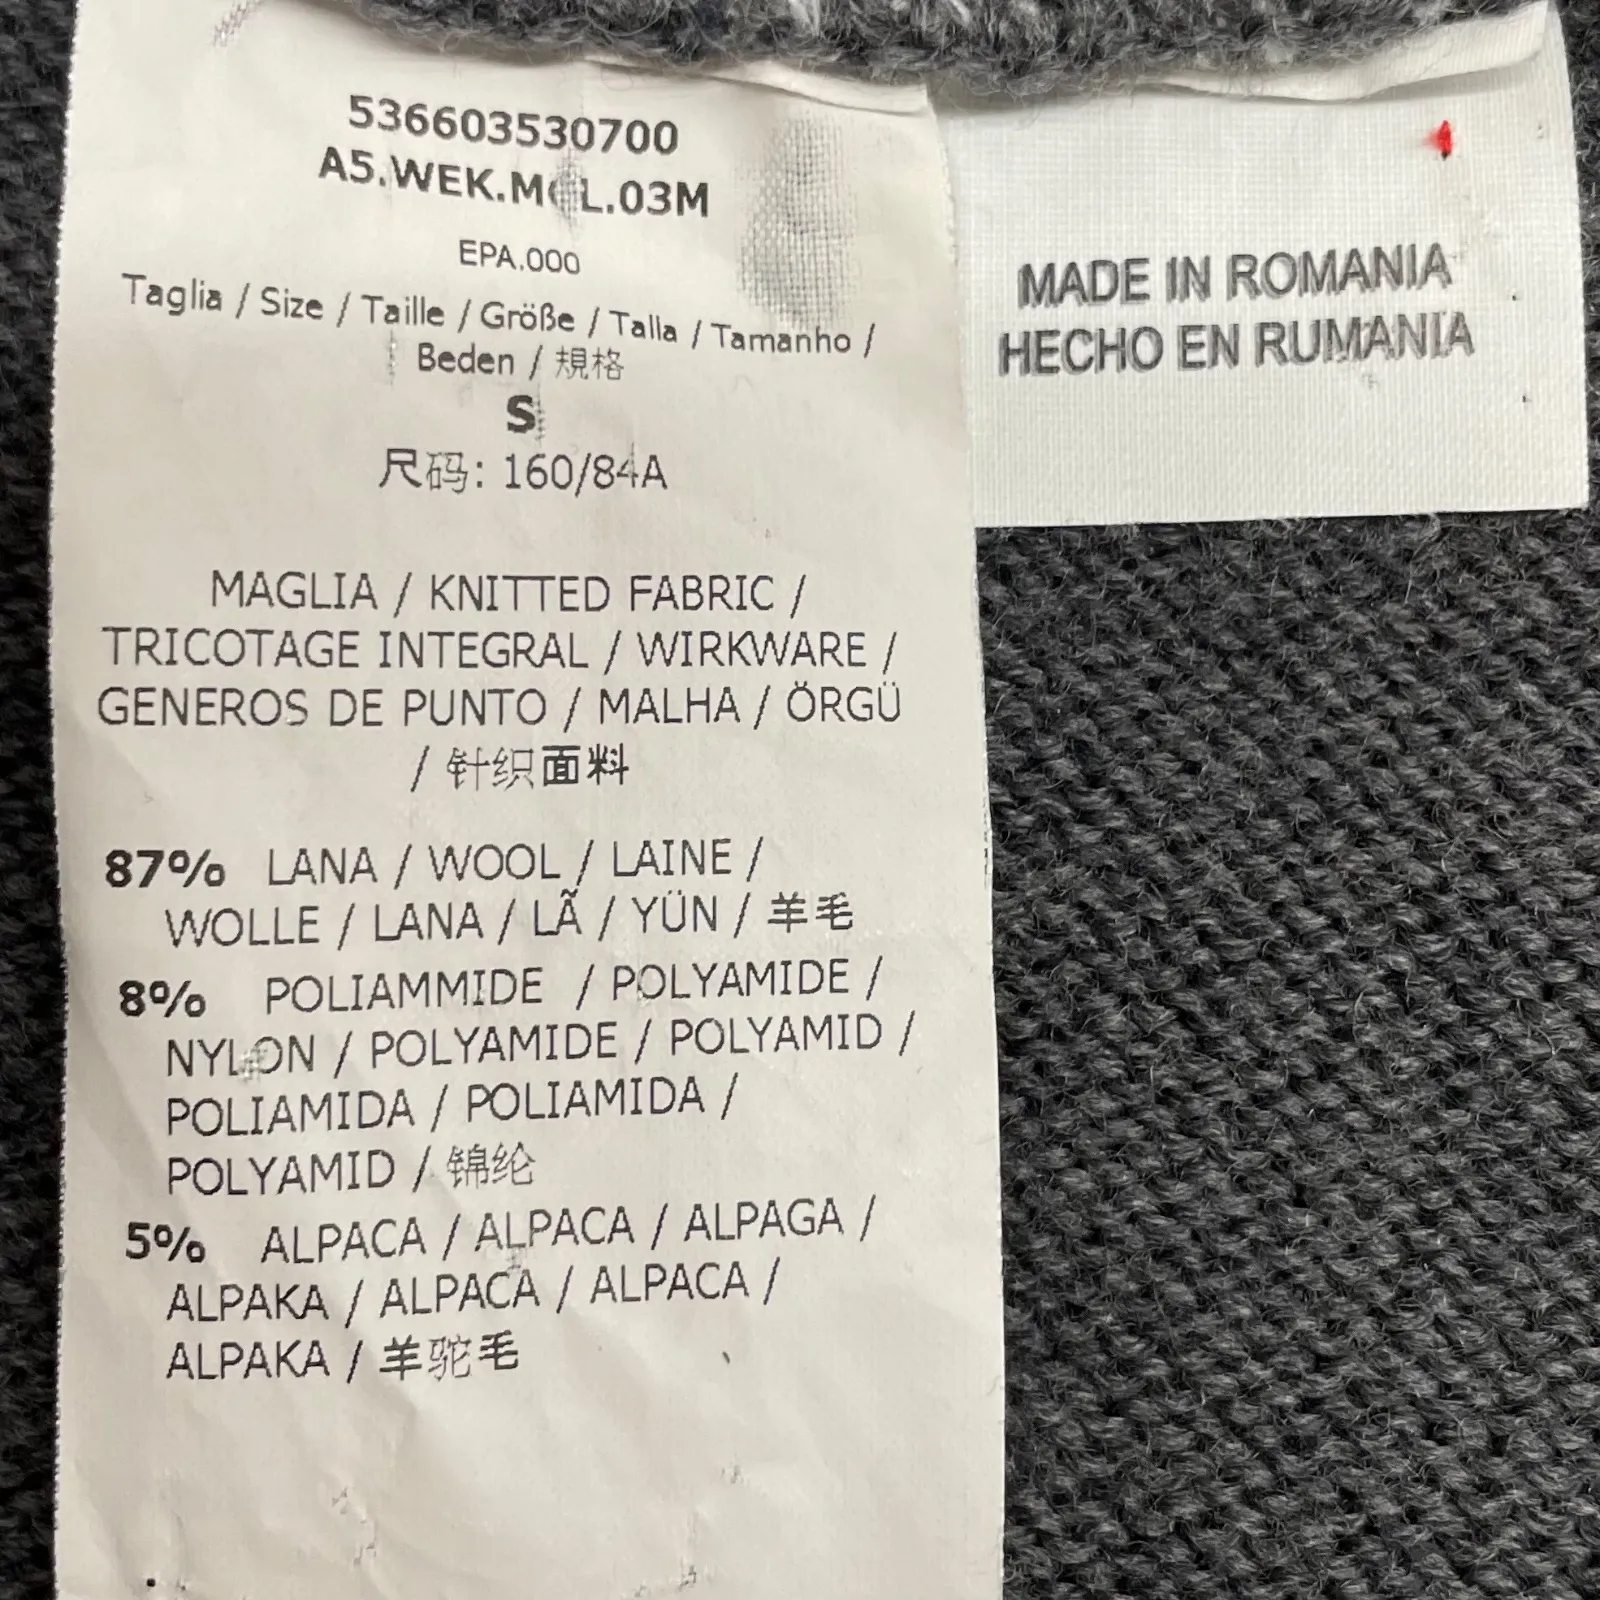 536603530700
EPA.000
Taglia / Size / Taille / Größe / Talla / Tamanho /
Beden / 規格
S
尺码: 160/84A
MAGLIA / KNITTED FABRIC /
TRICOTAGE INTEGRAL / WIRKWARE /
GENEROS DE PUNTO / MALHA / ÖRGÜ
/ 针织面料
87% LANA / WOOL / LAINE /
WOLLE / LANA / LÃ / YÜN / 羊毛
8% POLIAMMIDE / POLYAMIDE /
NYLON / POLYAMIDE / POLYAMID /
POLIAMIDA / POLIAMIDA /
POLYAMID / 锦纶
5% ALPACA / ALPACA / ALPAGA /
ALPAKA / ALPACA / ALPACA /
ALPAKA / 羊驼毛
MADE IN ROMANIA
HECHO EN RUMANIA